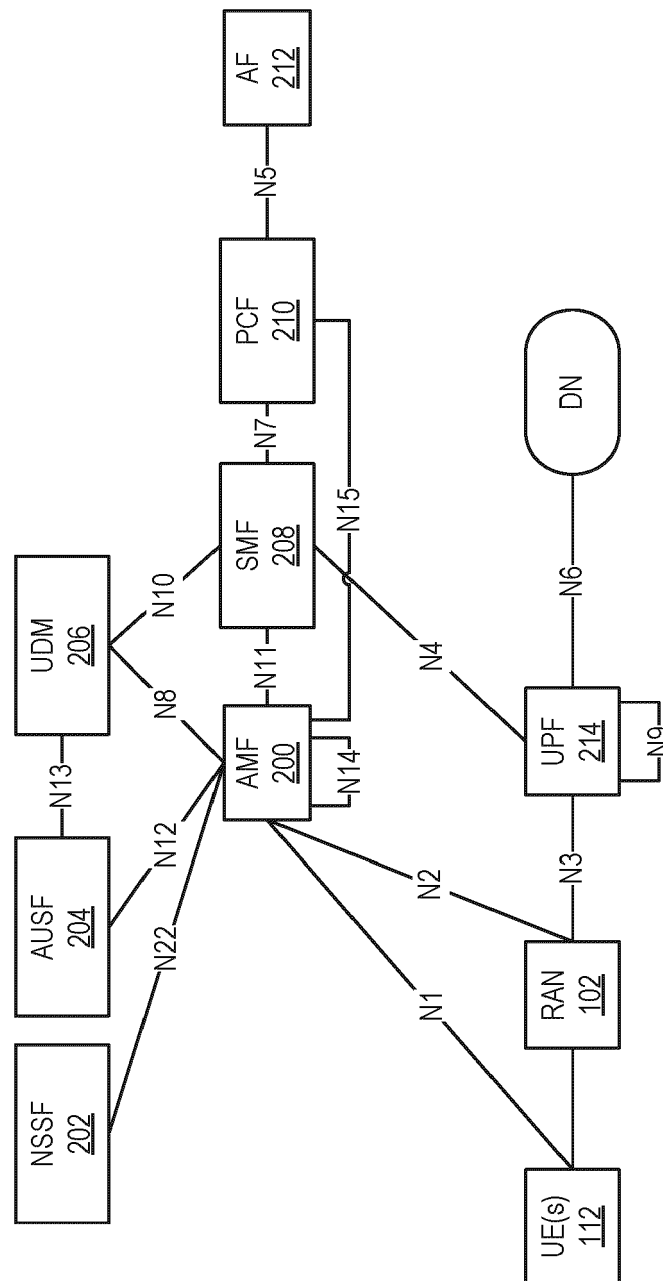 NSSF
202
AUSF
204
N13
UDM
206
N22
N12
N8
N10
AMF
200
N11
SMF
208
N7
PCF
210
N5
AF
212
N14
N15
N1
N2
N4
UE(s)
112
RAN
102
N3
UPF
214
N9
N6
DN